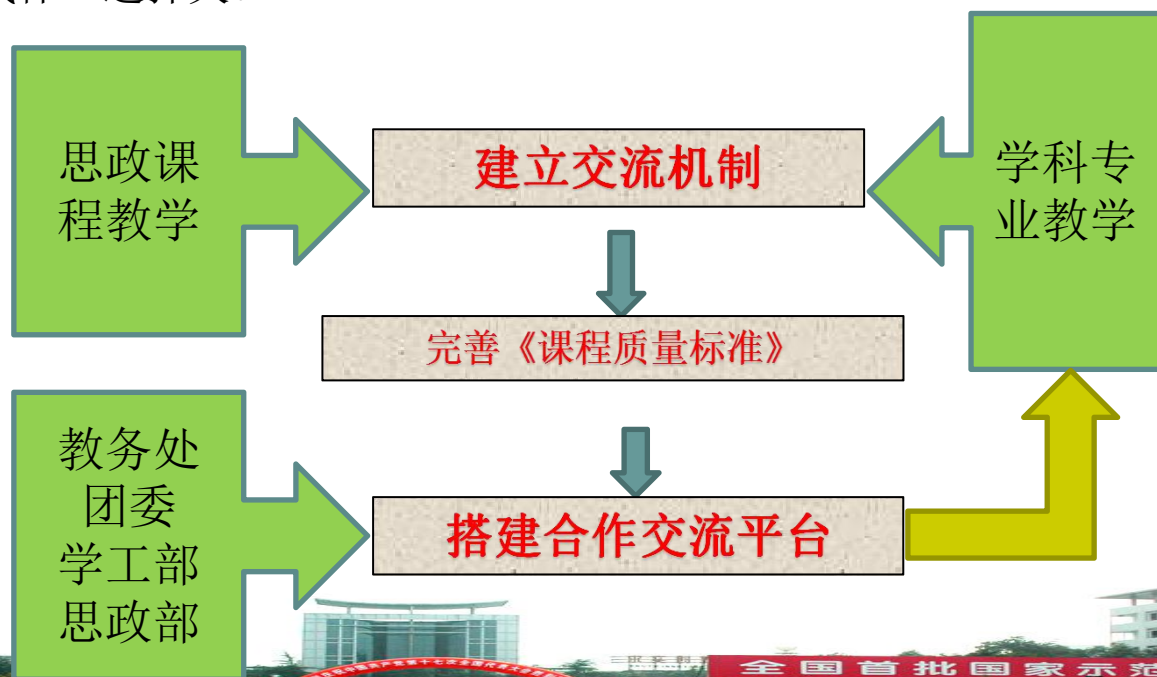 思政课
程教学
建立交流机制
学科专
业教学
完善《课程质量标准》
教务处
团委
学工部
思政部
搭建合作交流平台
全国首批国家示范